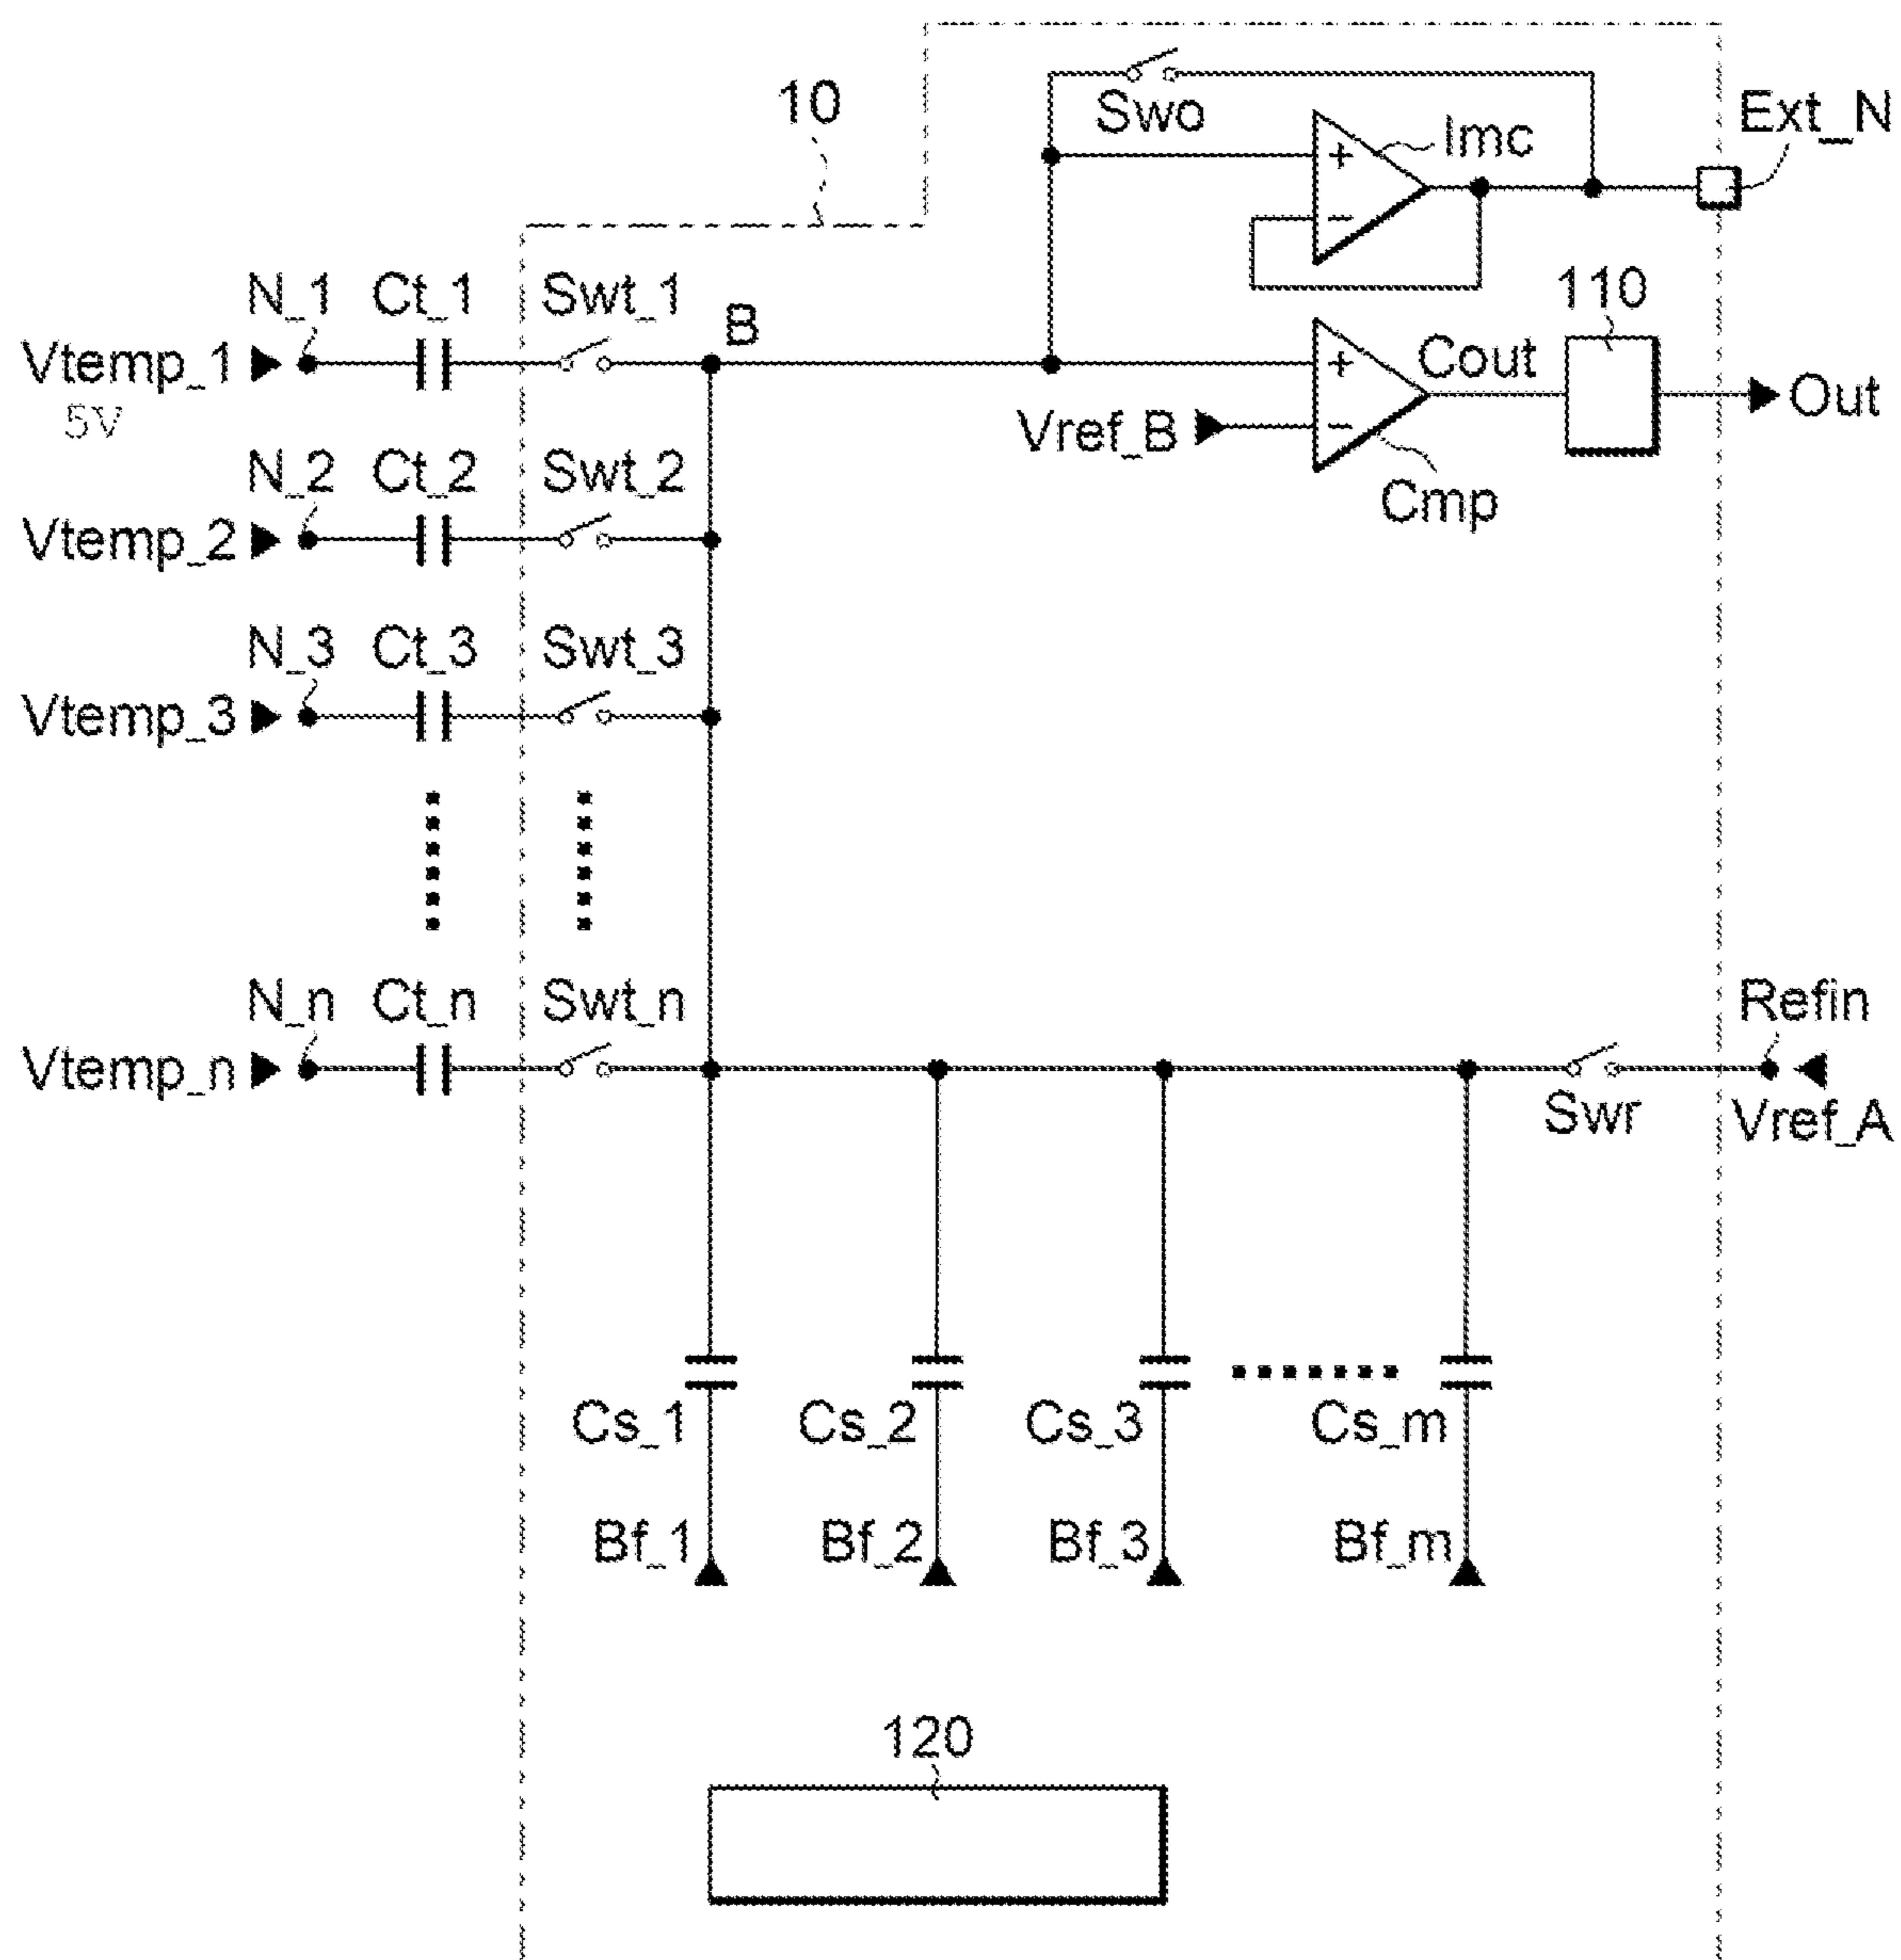 10
Swo
Imc
Ext_N
N_1 Ct_1 Swt_1
B
110
Vtemp_1
5V
Cout
Out
Vref_B
Cmp
N_2 Ct_2 Swt_2
Vtemp_2
N_3 Ct_3 Swt_3
Vtemp_3
N_n Ct_n Swt_n
Refin
Vtemp_n
Swr
Vref_A
Cs_1 Cs_2 Cs_3 Cs_m
Bf_1 Bf_2 Bf_3 Bf_m
120